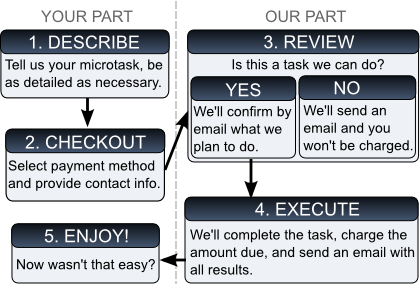 YOUR PART
OUR PART
1. DESCRIBE
Tell us your microtask, be
as detailed as necessary.
2. CHECKOUT
Select payment method
and provide contact info.
3. REVIEW
Is this a task we can do?
YES
We'll confirm by
email what we
plan to do.
NO
We'll send an
email and you
won't be charged.
4. EXECUTE
We'll complete the task, charge the
amount due, and send an email with
all results.
5. ENJOY!
Now wasn't that easy?